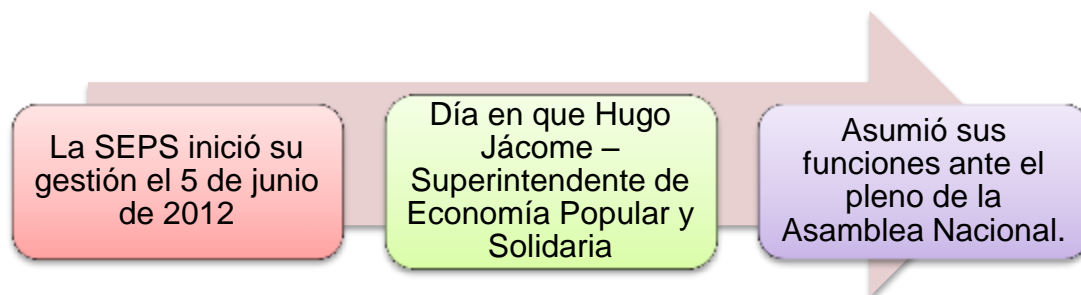 La SEPS inició su
gestión el 5 de junio
de 2012
Día en que Hugo
Jácome –
Superintendente de
Economía Popular y
Solidaria
Asumió sus
funciones ante el
pleno de la
Asamblea Nacional.